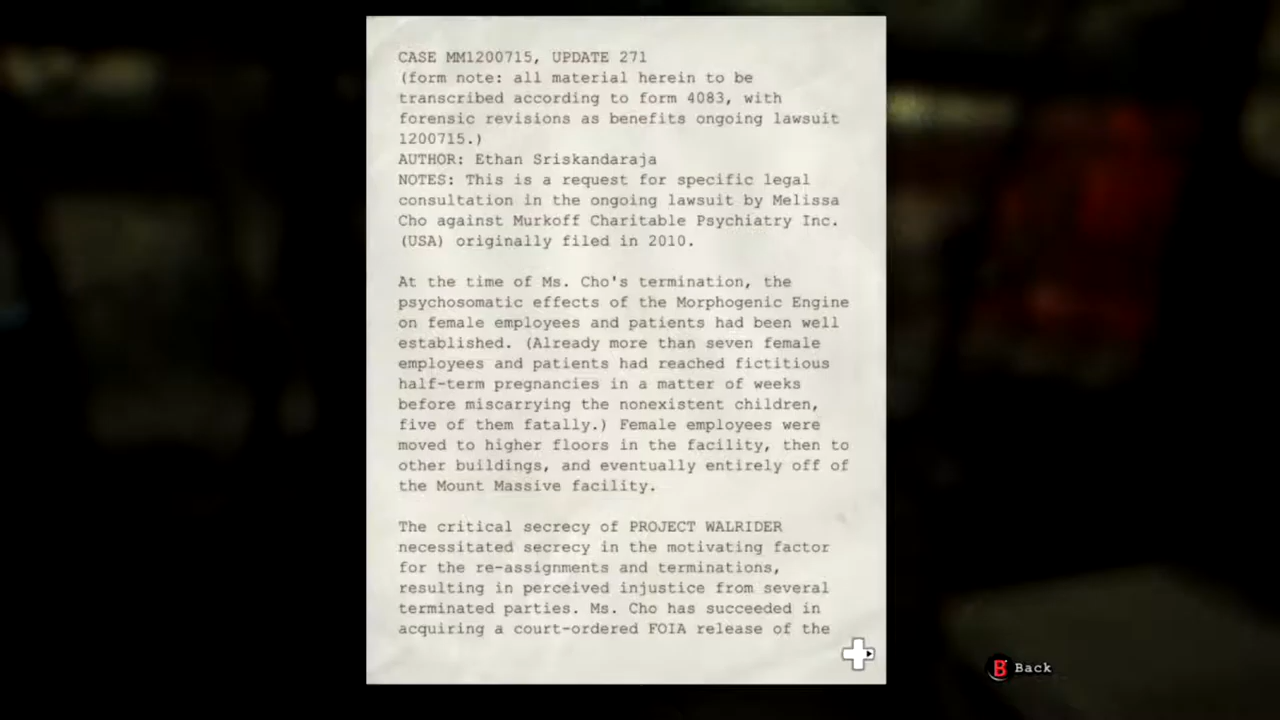 CASE MM1200715, UPDATE 271
(form note: all material herein to be
transcribed according to form 4083, with
forensic revisions as benefits ongoing lawsuit
1200715.)
AUTHOR: Ethan Sriskandaraja
NOTES: This is a request for specific legal
consultation in the ongoing lawsuit by Melissa
Cho against Murkoff Charitable Psychiatry Inc.
(USA) originally filed in 2010.
At the time of Ms. Cho's termination, the
psychosomatic effects of the Morphogenic Engine
on female employees and patients had been well
established. (Already more than seven female
employees and patients had reached fictitious
half-term pregnancies in a matter of weeks
before miscarrying the nonexistent children,
five of them fatally.) Female employees were
moved to higher floors in the facility, then to
other buildings, and eventually entirely off of
the Mount Massive facility.
The critical secrecy of PROJECT WALRIDER
necessitated secrecy in the motivating factor
for the re-assignments and terminations,
resulting in perceived injustice from several
terminated parties. Ms. Cho has succeeded in
acquiring a court-ordered FOIA release of the
B Back